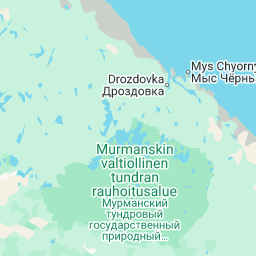 Mys Chyorny
Мыс Чёрны
Drozdovka
Дроздовка
Murmanskin
valtiollinen
tundran
rauhoitusalue
Мурманский
тундровый
государственный
природный…